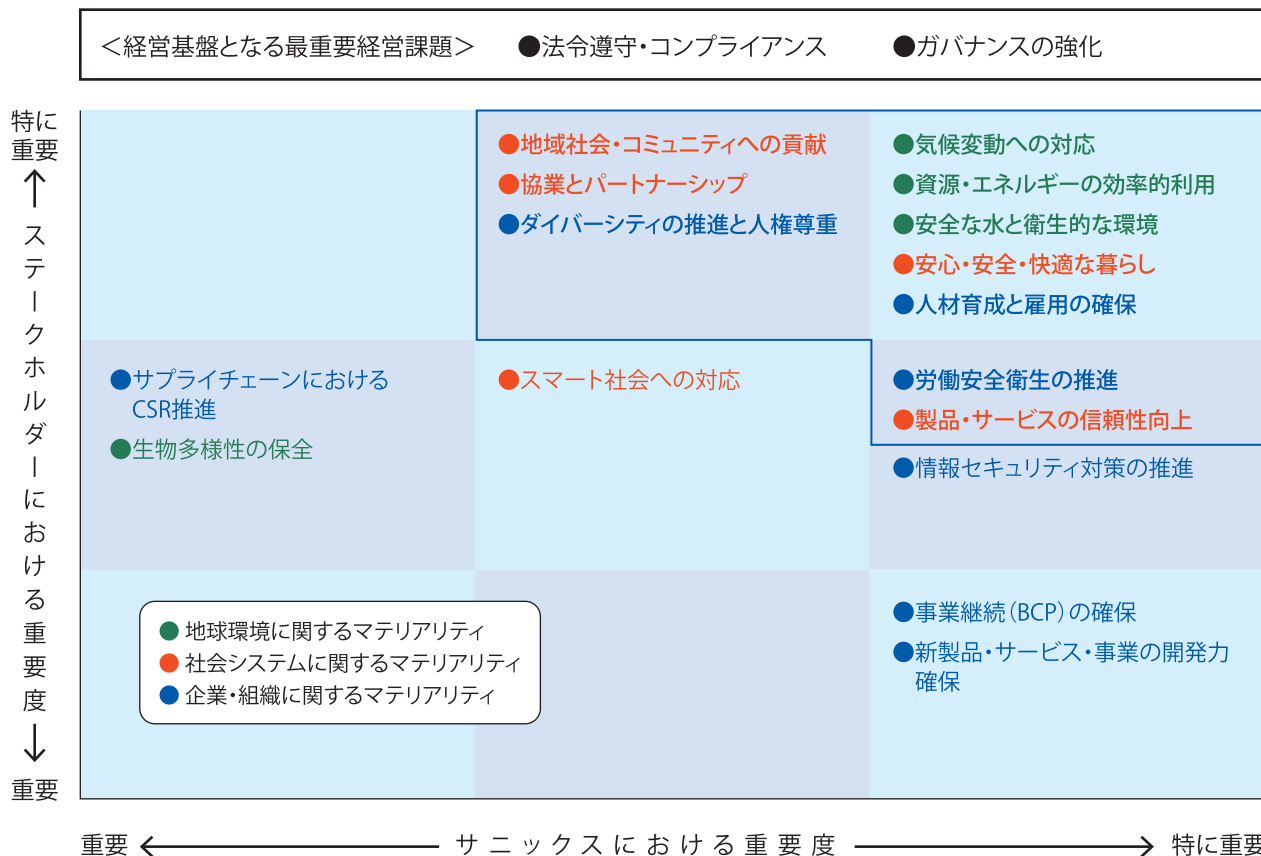 <経営基盤となる最重要経営課題> ●法令遵守・コンプライアンス ●ガバナンスの強化
特に
重要
ステークホルダーにおける重要度
重要
●地域社会・コミュニティへの貢献
●協業とパートナーシップ
●ダイバーシティの推進と人権尊重
●気候変動への対応
●資源・エネルギーの効率的利用
●安全な水と衛生的な環境
●安心・安全・快適な暮らし
●人材育成と雇用の確保
●サプライチェーンにおける
CSR推進
●生物多様性の保全
●スマート社会への対応
●労働安全衛生の推進
●製品・サービスの信頼性向上
●情報セキュリティ対策の推進
●地球環境に関するマテリアリティ
●社会システムに関するマテリアリティ
●企業・組織に関するマテリアリティ
●事業継続(BCP)の確保
●新製品・サービス・事業の開発力
確保
重要 サニックスにおける重要度 特に重要